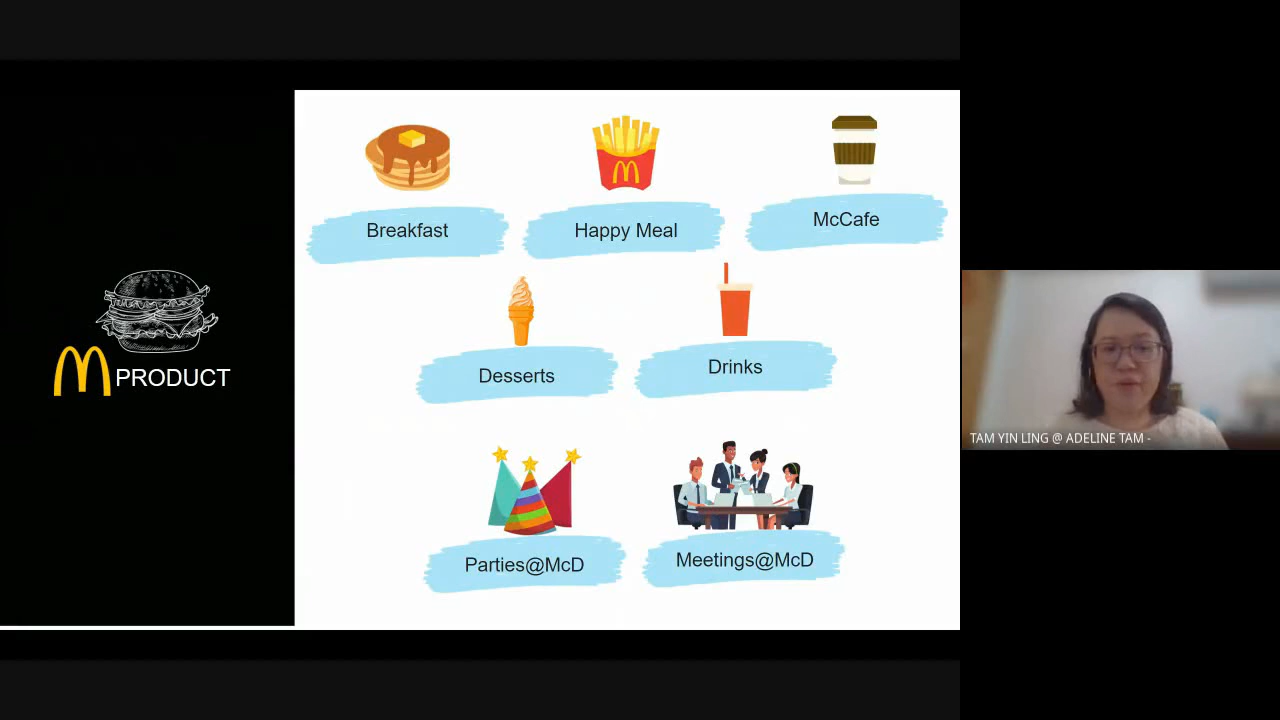 Breakfast
Happy Meal
McCafe
Desserts
Drinks
PRODUCT
Parties@McD
Meetings@McD
TAM YIN LING @ ADELINE TAM -